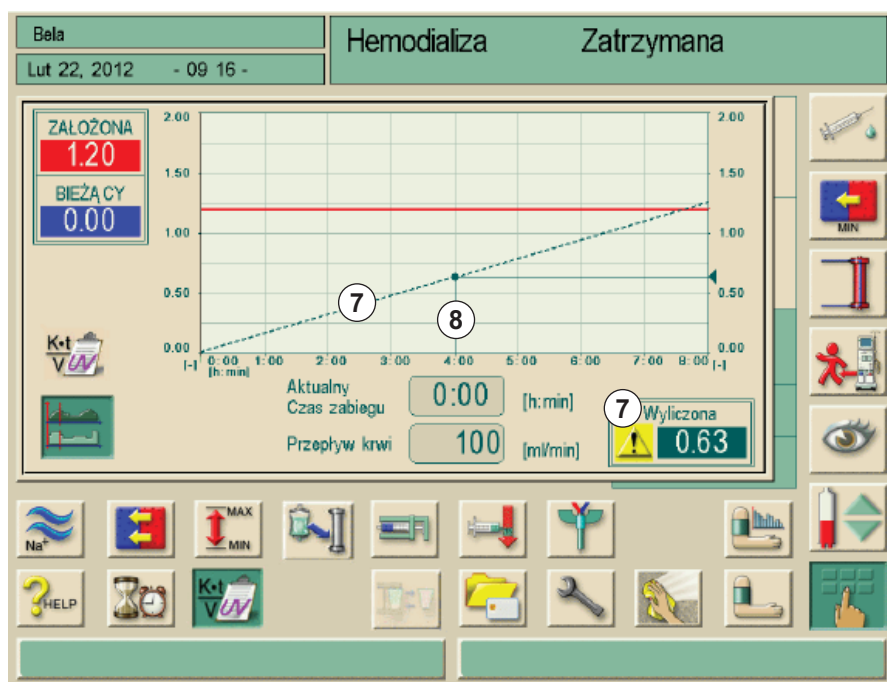 Bela
Hemodializa Zatrzymana
Lut 22, 2012 - 09 16 -
ZAŁOŻONA
1.20
BIEŻĄCY
0.00
2.00
1.50
1.00
0.50
0.00
2.00
1.50
1.00
0.50
0.00
[-] 0:00 1:00 2:00 3:00 4:00 5:00 6:00 7:00 8:00 [-]
[h:min]
7
8
K•t
V UV
Aktualny
Czas zabiegu 0:00 [h:min]
Przepływ krwi 100 [ml/min]
7 Wyliczona
0.63
MIN
Na+
MAX
MIN
?HELP
K•t
V UV